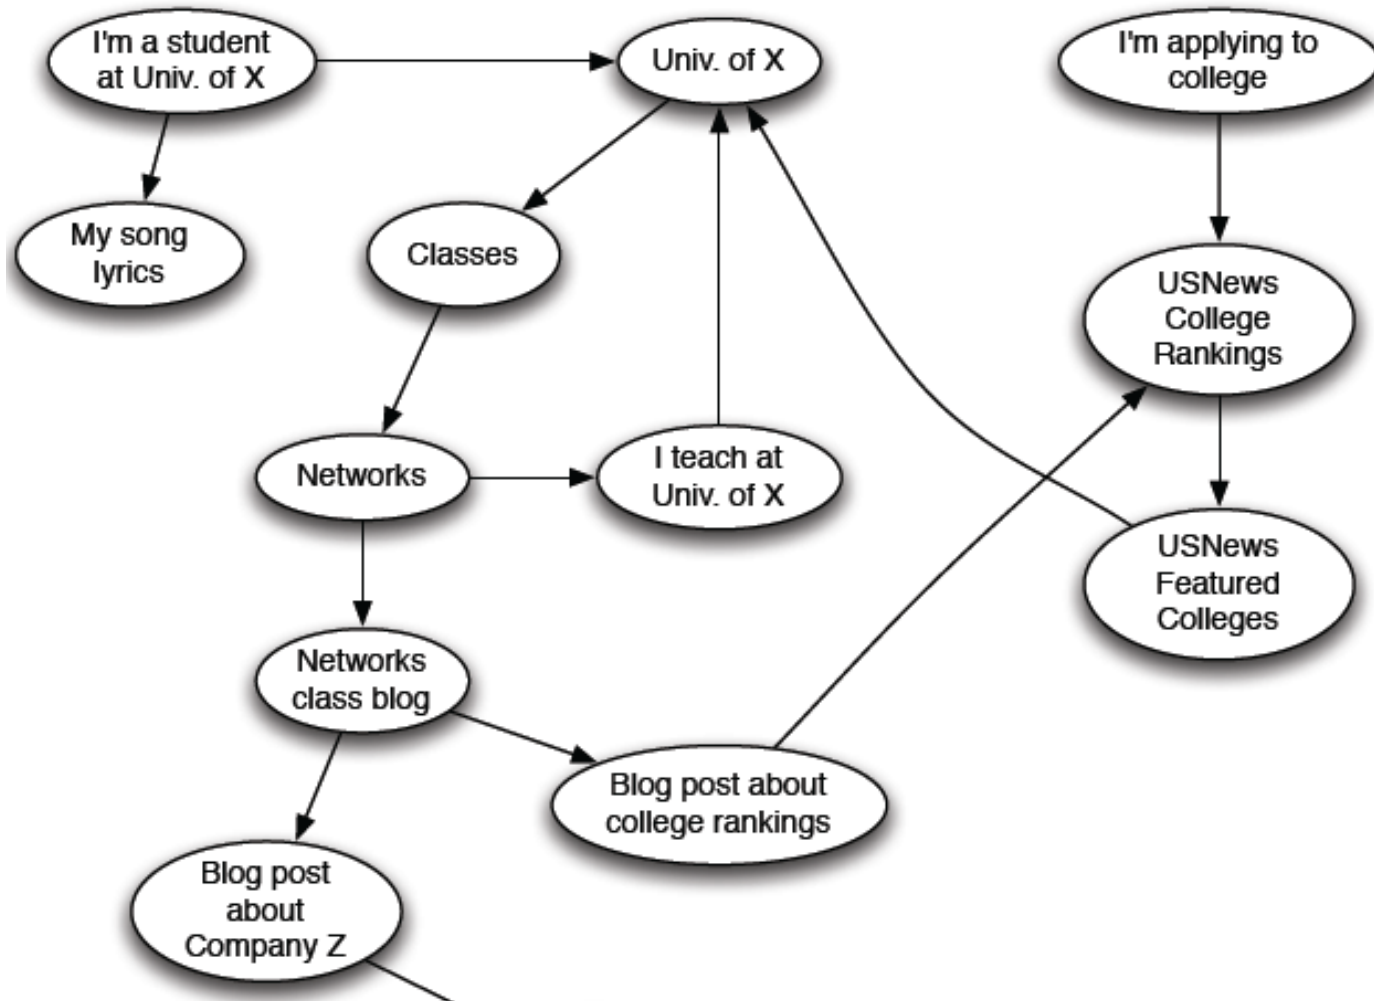 I'm a student
at Univ. of X
Univ. of X
I'm applying to
college
My song
lyrics
Classes
USNews
College
Rankings
Networks
I teach at
Univ. of X
USNews
Featured
Colleges
Networks
class blog
Blog post about
college rankings
Blog post
about
Company Z